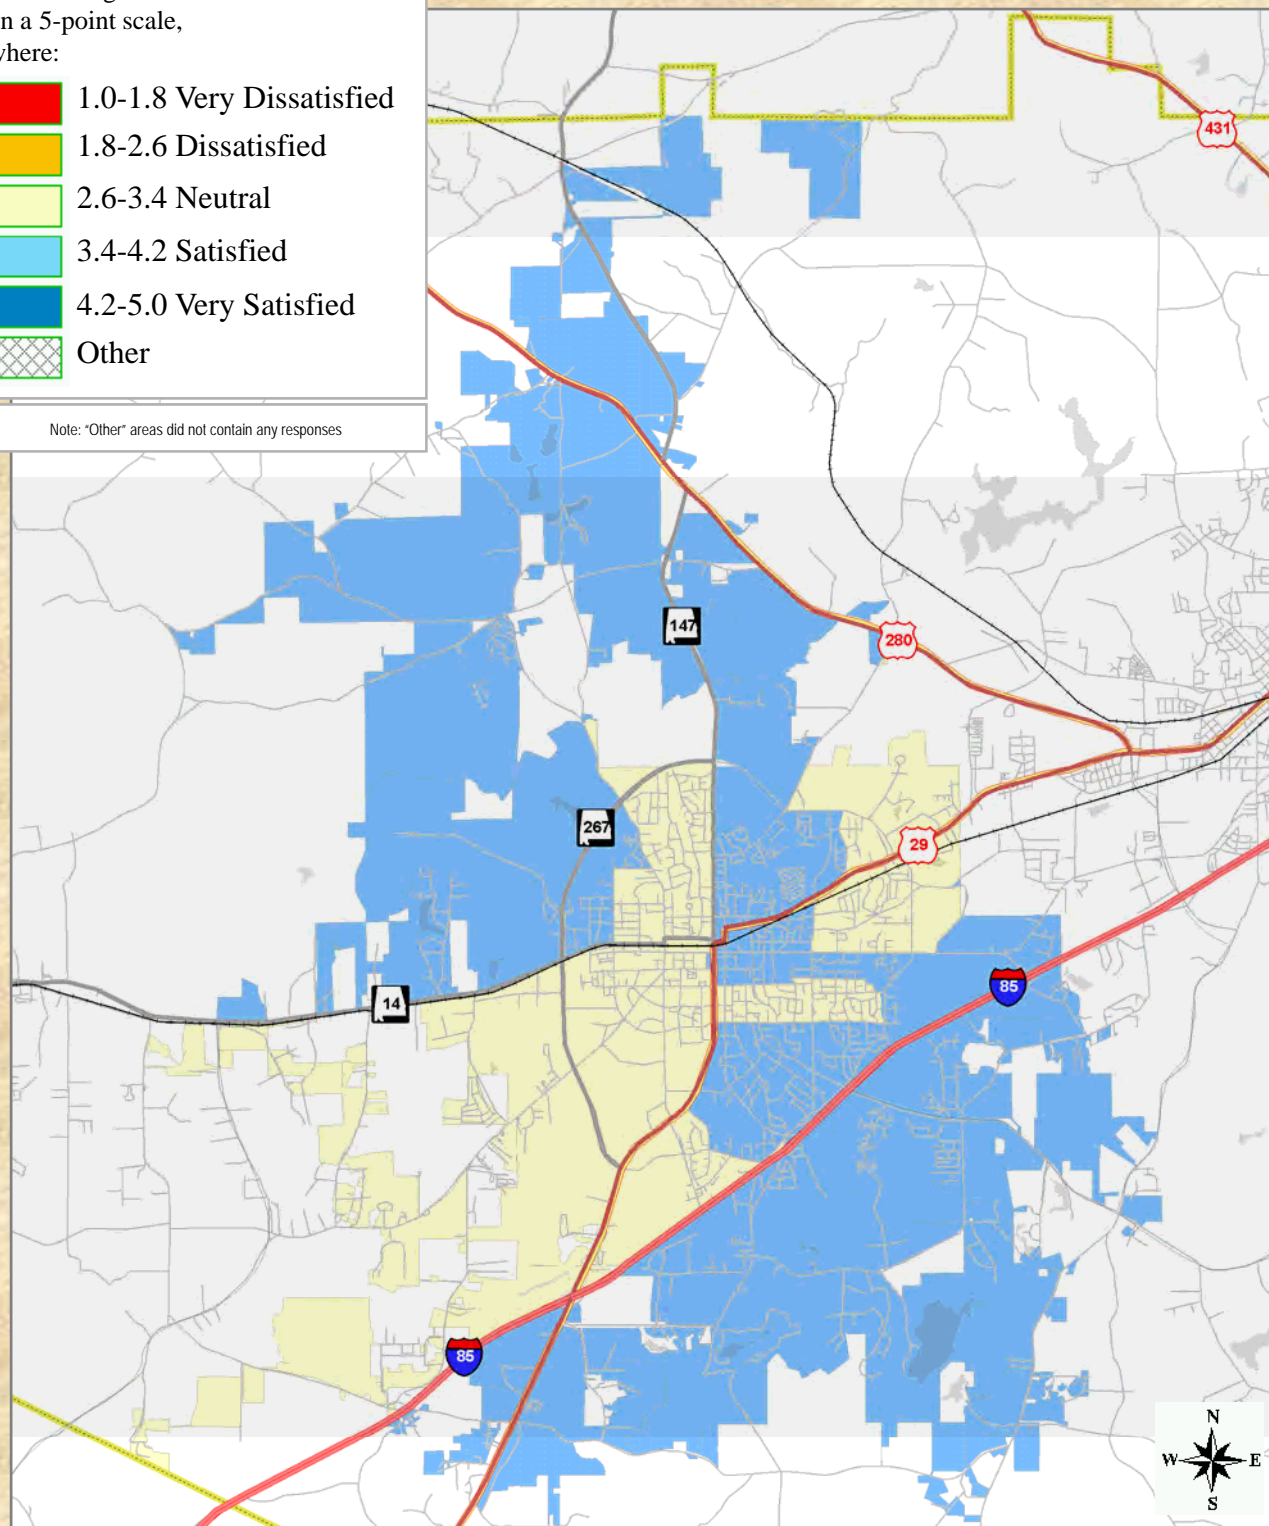 n a 5-point scale,
where:
1.0-1.8 Very Dissatisfied
1.8-2.6 Dissatisfied
2.6-3.4 Neutral
3.4-4.2 Satisfied
4.2-5.0 Very Satisfied
Other
Note: "Other" areas did not contain any responses
431
147
280
267
29
85
14
85
N
W E
S